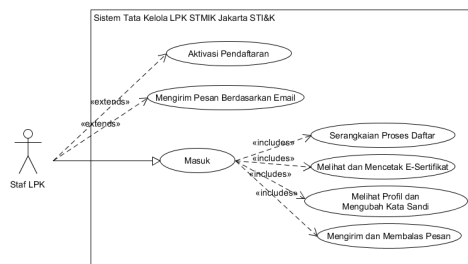 Sistem Tata Kelola LPK STMIK Jakarta STI&K
Aktivasi Pendaftaran
«extends»
Mengirim Pesan Berdasarkan Email
«extends»
Staf LPK
Masuk
«includes»
«includes»
«includes»
«includes»
Serangkaian Proses Daftar
Melihat dan Mencetak E-Sertifikat
Melihat Profil dan
Mengubah Kata Sandi
Mengirim dan Membalas Pesan